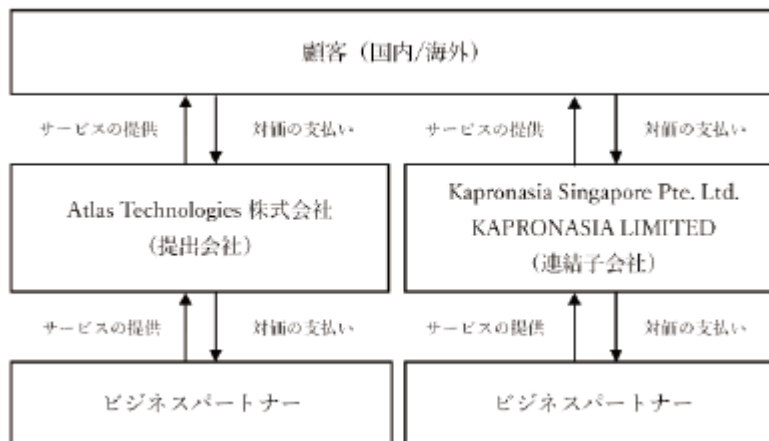 顧客（国内/海外）
サービスの提供 対価の支払い サービスの提供 対価の支払い
Atlas Technologies 株式会社
（提出会社）
Kapronasia Singapore Pte. Ltd.
KAPRONASIA LIMITED
（連結子会社）
サービスの提供 対価の支払い サービスの提供 対価の支払い
ビジネスパートナー ビジネスパートナー